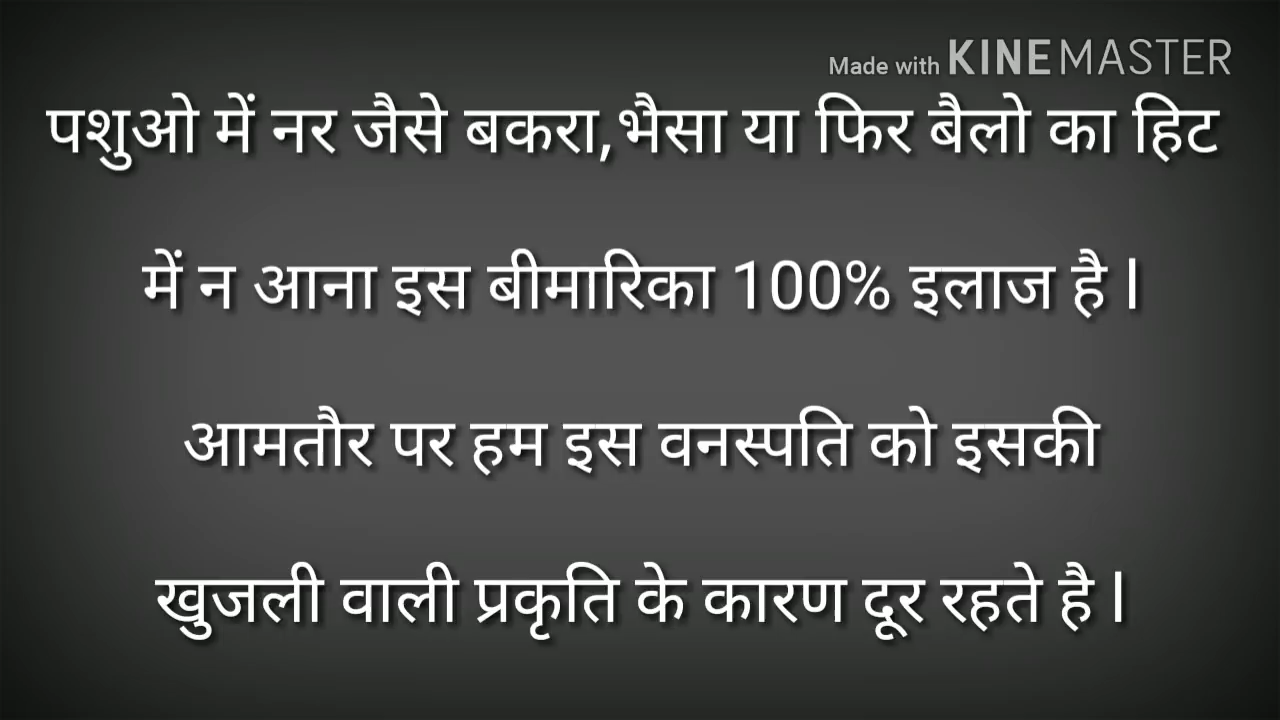 Made with KINEMASTER
पशुओ में नर जैसे बकरा,भैसा या फिर बैलो का हिट
में न आना इस बीमारिका 100% इलाज है l
आमतौर पर हम इस वनस्पति को इसकी
खुजली वाली प्रकृति के कारण दूर रहते है l